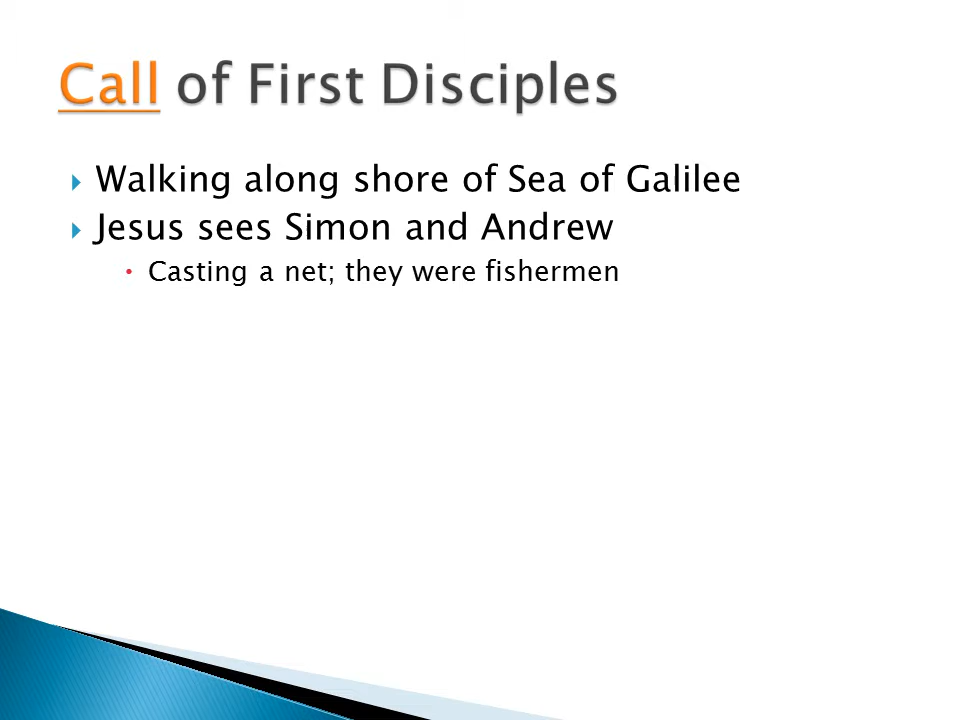 Call of First Disciples
Walking along shore of Sea of Galilee
Jesus sees Simon and Andrew
Casting a net; they were fishermen